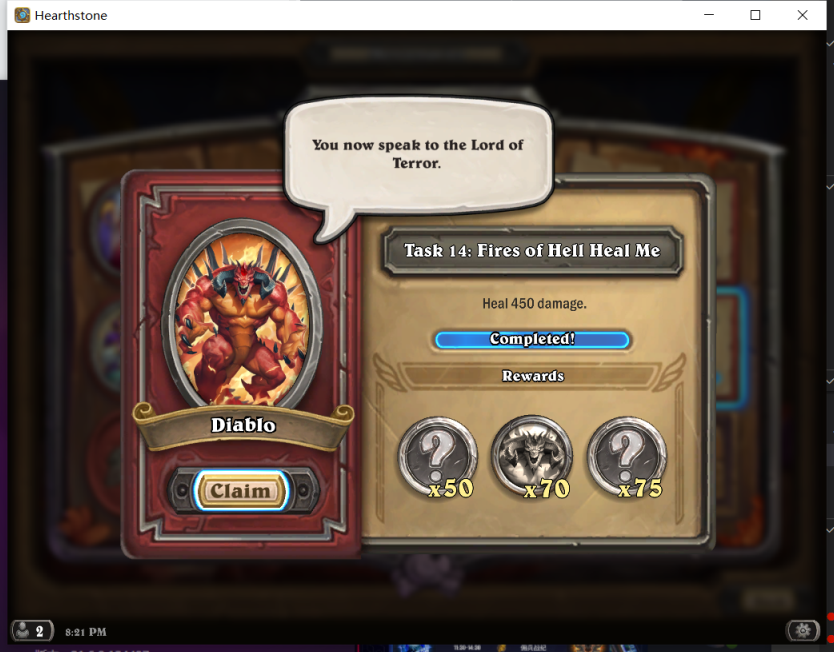 Hearthstone
You now speak to the Lord of
Terror.
Task 14: Fires of Hell Heal Me
Heal 450 damage.
Completed!
Rewards
Diablo
Claim
x50
x70
x75
2
8:21 PM